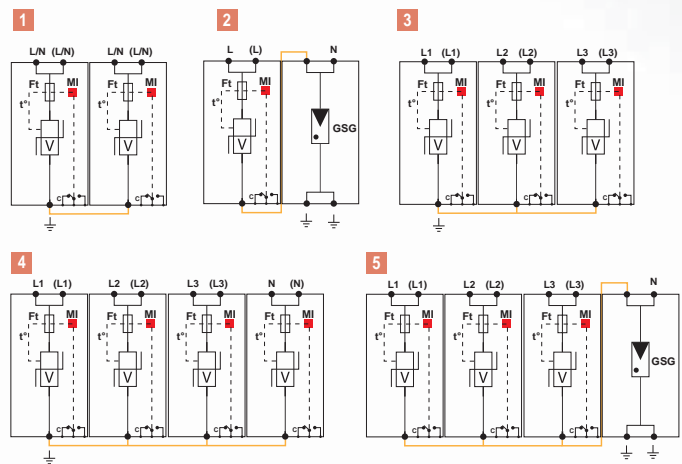 1
L/N (L/N) L/N (L/N)
Ft MI Ft MI
t° t°
V V
C C
2
L (L) N
Ft MI
t°
V
GSG
C
3
L1 (L1) L2 (L2) L3 (L3)
Ft MI Ft MI Ft MI
t° t° t°
V V V
C C C
4
L1 (L1) L2 (L2) L3 (L3) N (N)
Ft MI Ft MI Ft MI Ft MI
t° t° t° t°
V V V V
C C C C
5
L1 (L1) L2 (L2) L3 (L3) N
Ft MI Ft MI Ft MI
t° t° t°
V V V
GSG
C C C